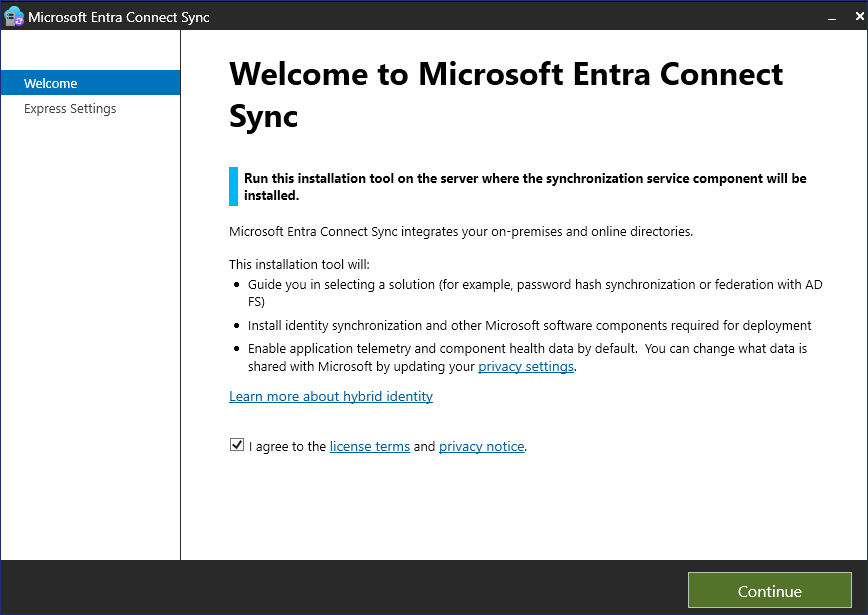 Microsoft Entra Connect Sync
Welcome
Express Settings
Welcome to Microsoft Entra Connect
Sync
Run this installation tool on the server where the synchronization service component will be
installed.
Microsoft Entra Connect Sync integrates your on-premises and online directories.
This installation tool will:
• Guide you in selecting a solution (for example, password hash synchronization or federation with AD
FS)
• Install identity synchronization and other Microsoft software components required for deployment
• Enable application telemetry and component health data by default.  You can change what data is
shared with Microsoft by updating your privacy settings.
Learn more about hybrid identity
I agree to the license terms and privacy notice.
Continue